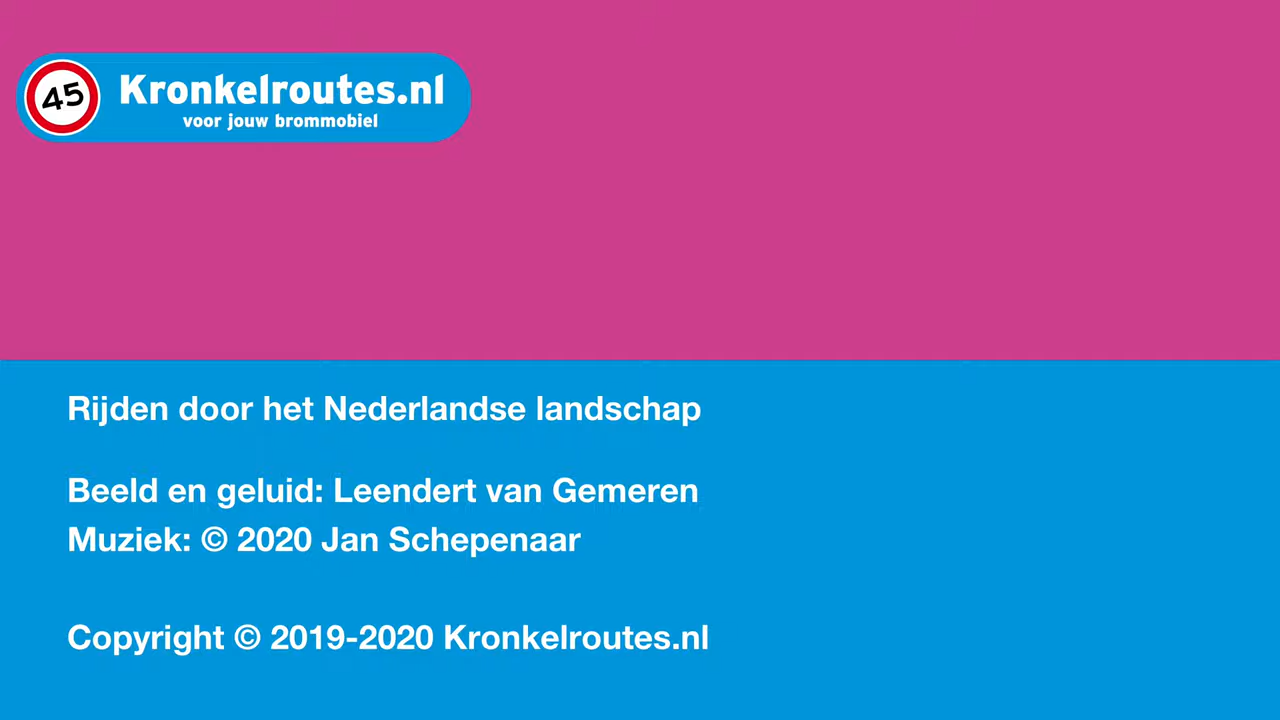 45
Kronkelroutes.nl
voor jouw brommobiel
Rijden door het Nederlandse landschap
Beeld en geluid: Leendert van Gemeren
Muziek: © 2020 Jan Schepenaar
Copyright © 2019-2020 Kronkelroutes.nl